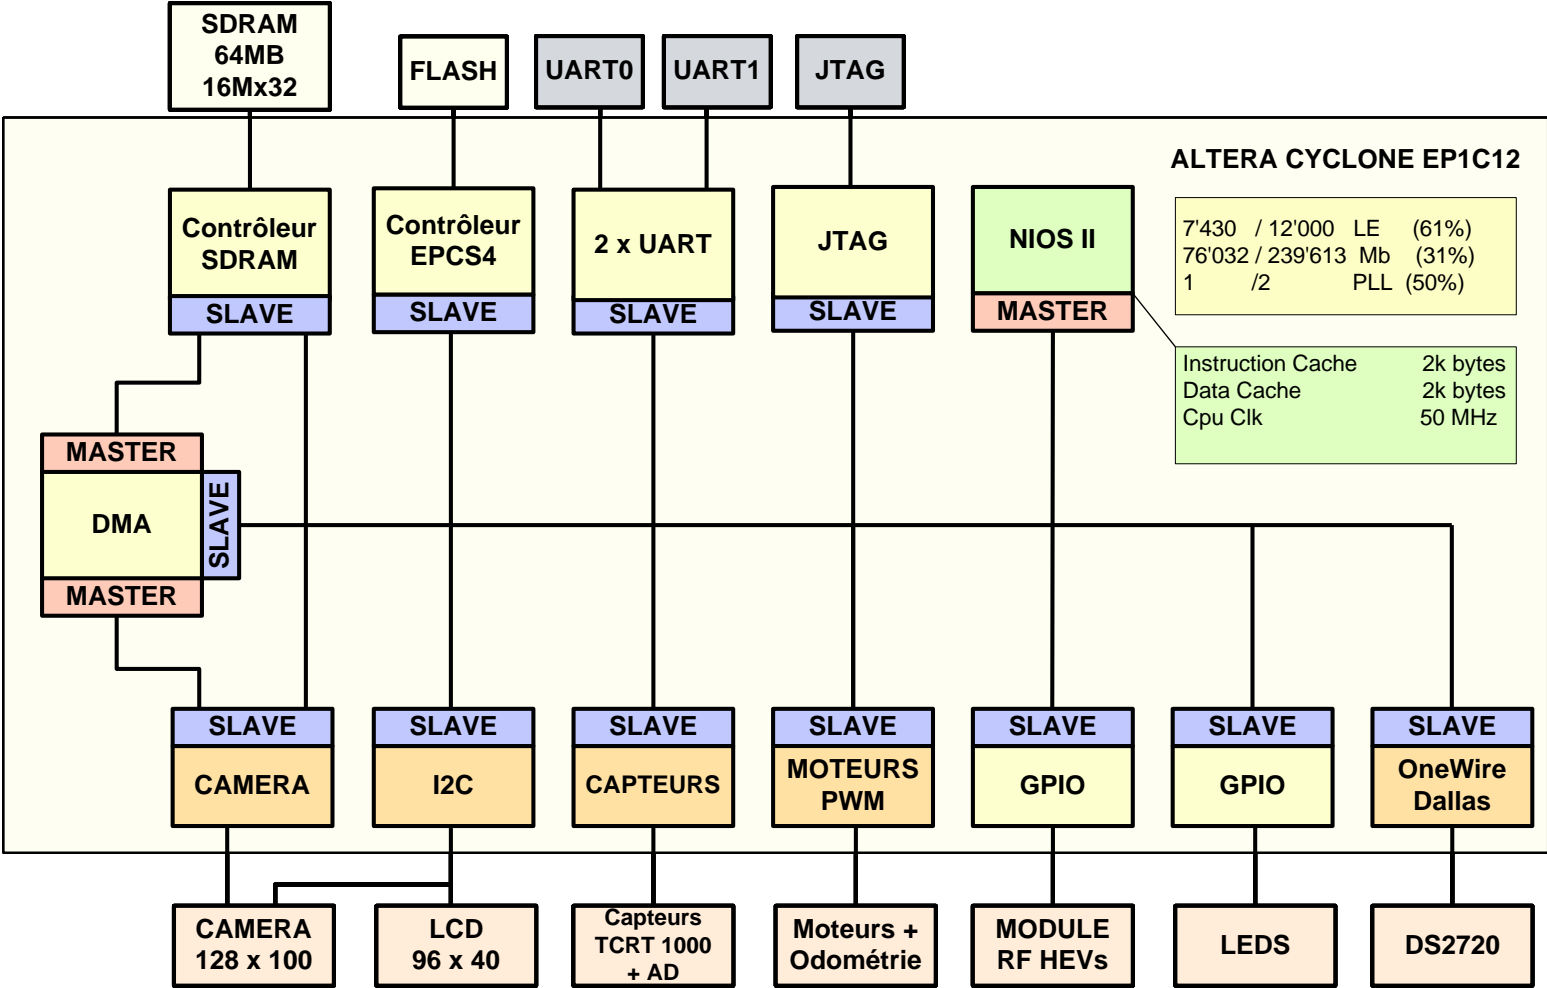 SDRAM
64MB
16Mx32
FLASH
UART0
UART1
JTAG
ALTERA CYCLONE EP1C12
Contrôleur
SDRAM
SLAVE
Contrôleur
EPCS4
SLAVE
2 x UART
SLAVE
JTAG
SLAVE
NIOS II
MASTER
7'430 / 12'000 LE (61%)
76'032 / 239'613 Mb (31%)
1 /2 PLL (50%)
Instruction Cache 2k bytes
Data Cache 2k bytes
Cpu Clk 50 MHz
MASTER
DMA
SLAVE
MASTER
SLAVE
CAMERA
SLAVE
I2C
SLAVE
CAPTEURS
SLAVE
MOTEURS
PWM
SLAVE
GPIO
SLAVE
GPIO
SLAVE
OneWire
Dallas
CAMERA
128 x 100
LCD
96 x 40
Capteurs
TCRT 1000
+ AD
Moteurs +
Odométrie
MODULE
RF HEVs
LEDS
DS2720